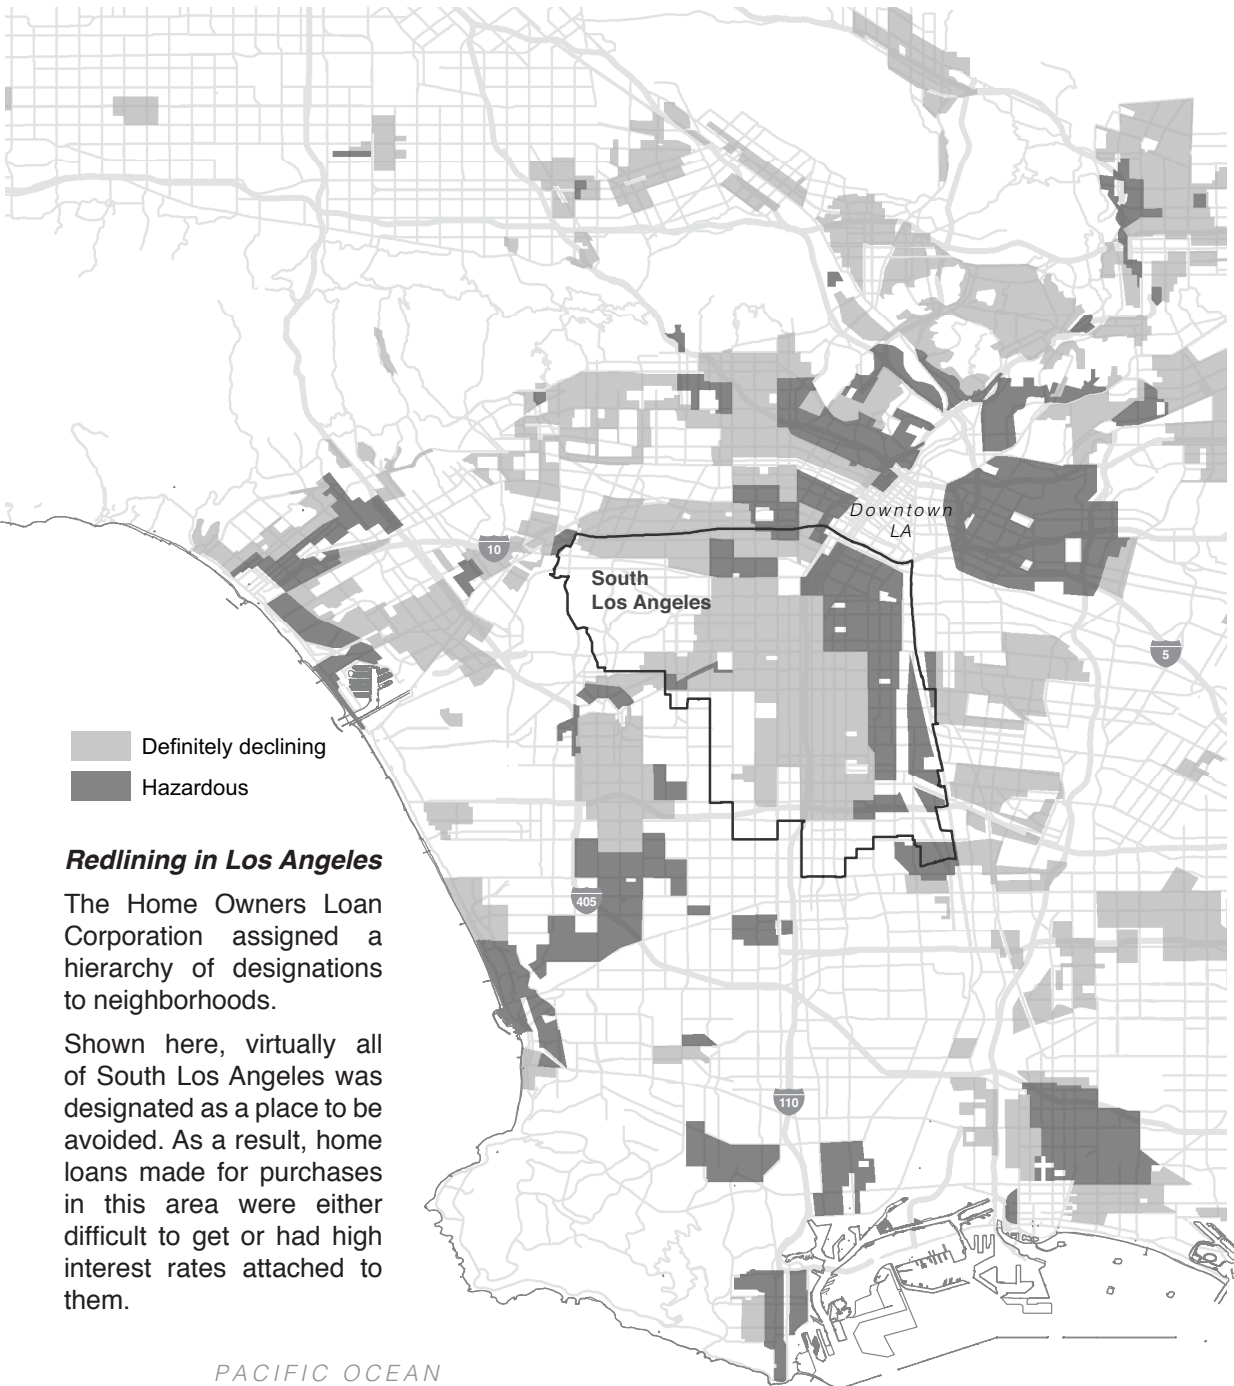 Downtown
LA
10
South
Los Angeles
5
Definitely declining
Hazardous
Redlining in Los Angeles
The Home Owners Loan
Corporation assigned a
hierarchy of designations
to neighborhoods.
Shown here, virtually all
of South Los Angeles was
designated as a place to be
avoided. As a result, home
loans made for purchases
in this area were either
difficult to get or had high
interest rates attached to
them.
405
110
PACIFIC OCEAN